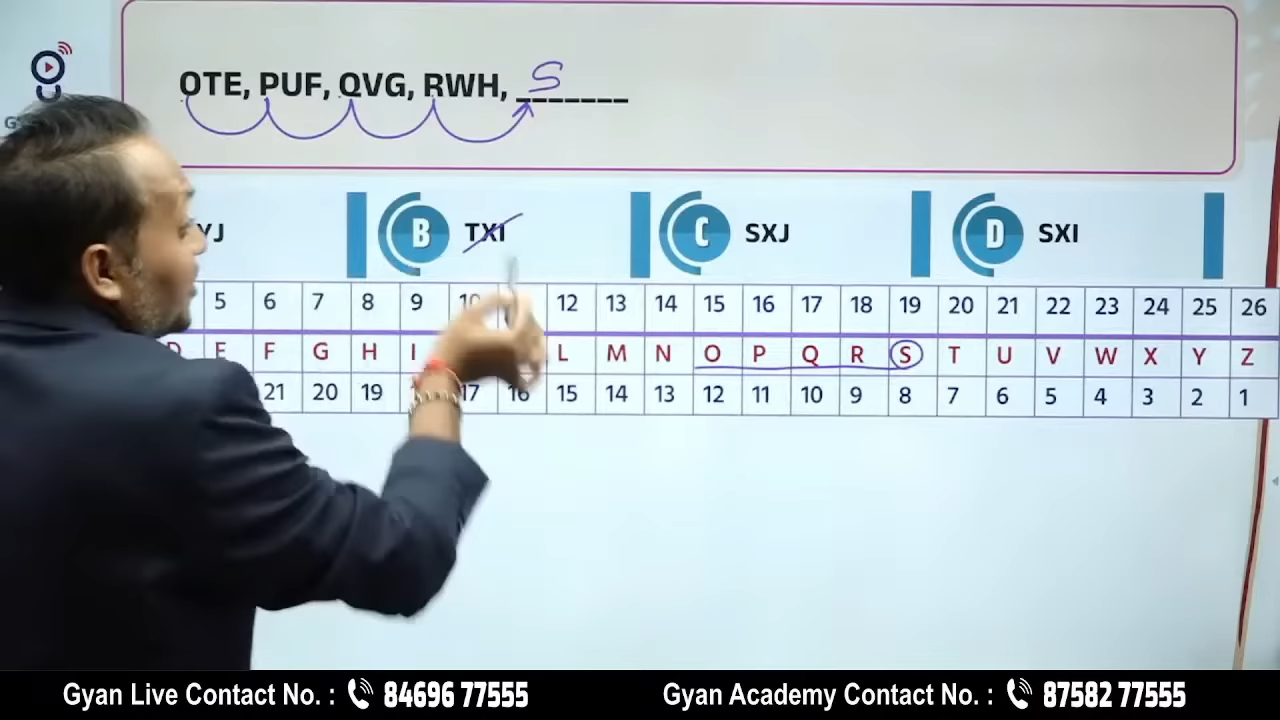 OTE, PUF, QVG, RWH, S_______
YJ
B TXI
C SXJ
D SXI
5 6 7 8 9 10 12 13 14 15 16 17 18 19 20 21 22 23 24 25 26
D E F G H I L M N O P Q R S T U V W X Y Z
21 20 19 17 16 15 14 13 12 11 10 9 8 7 6 5 4 3 2 1
Gyan Live Contact No. : 84696 77555 Gyan Academy Contact No. : 87582 77555